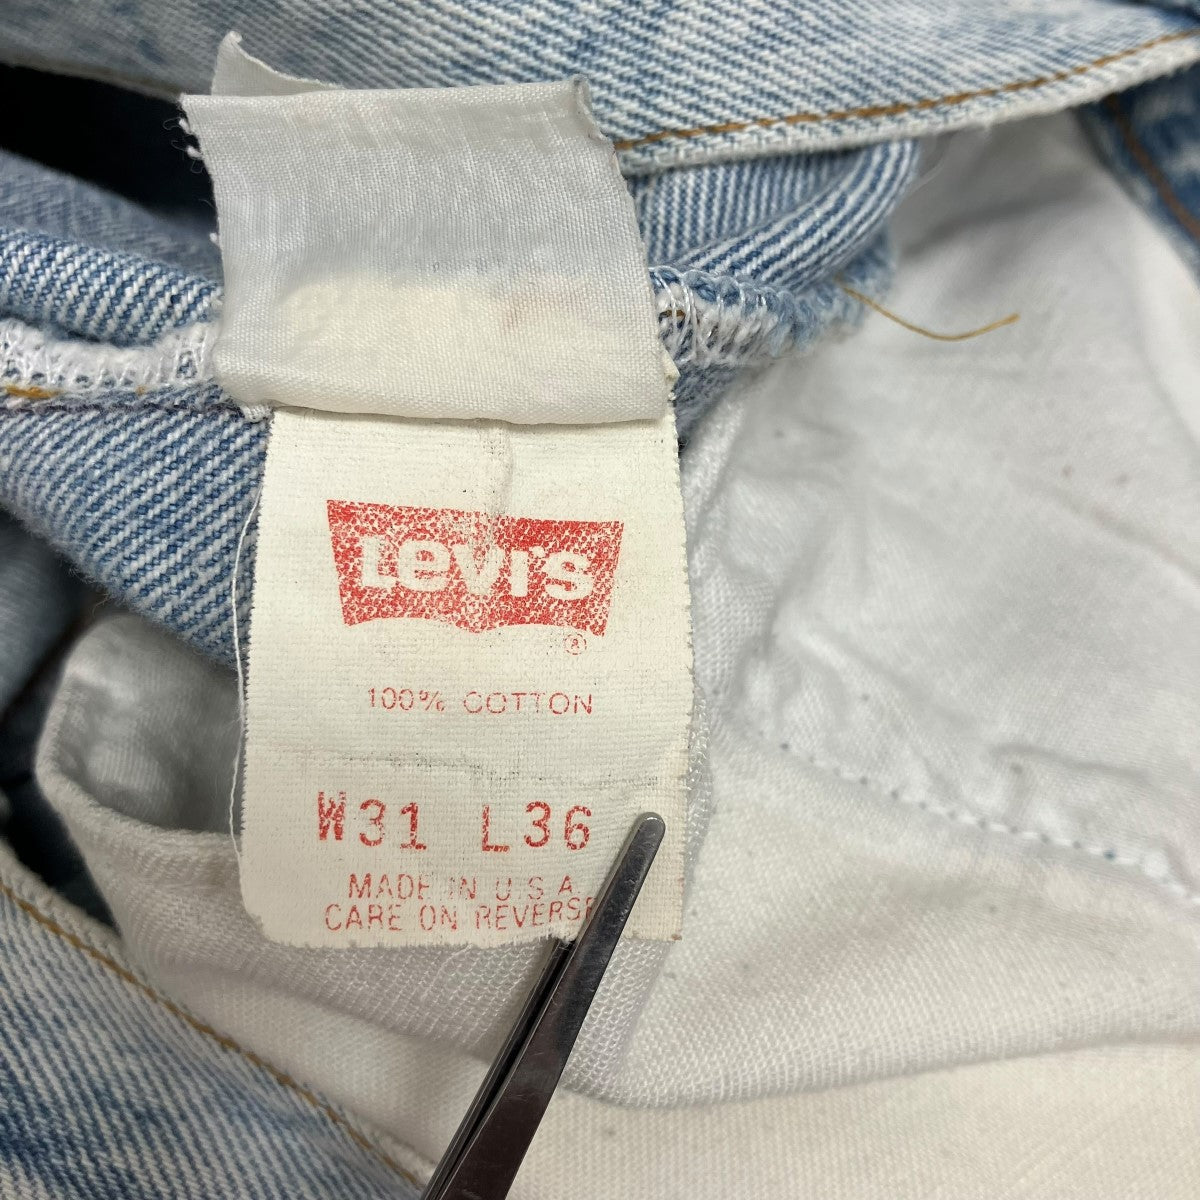 Levi's
®
100% COTTON
W31 L36
MADE IN U.S.A.
CARE ON REVERSE